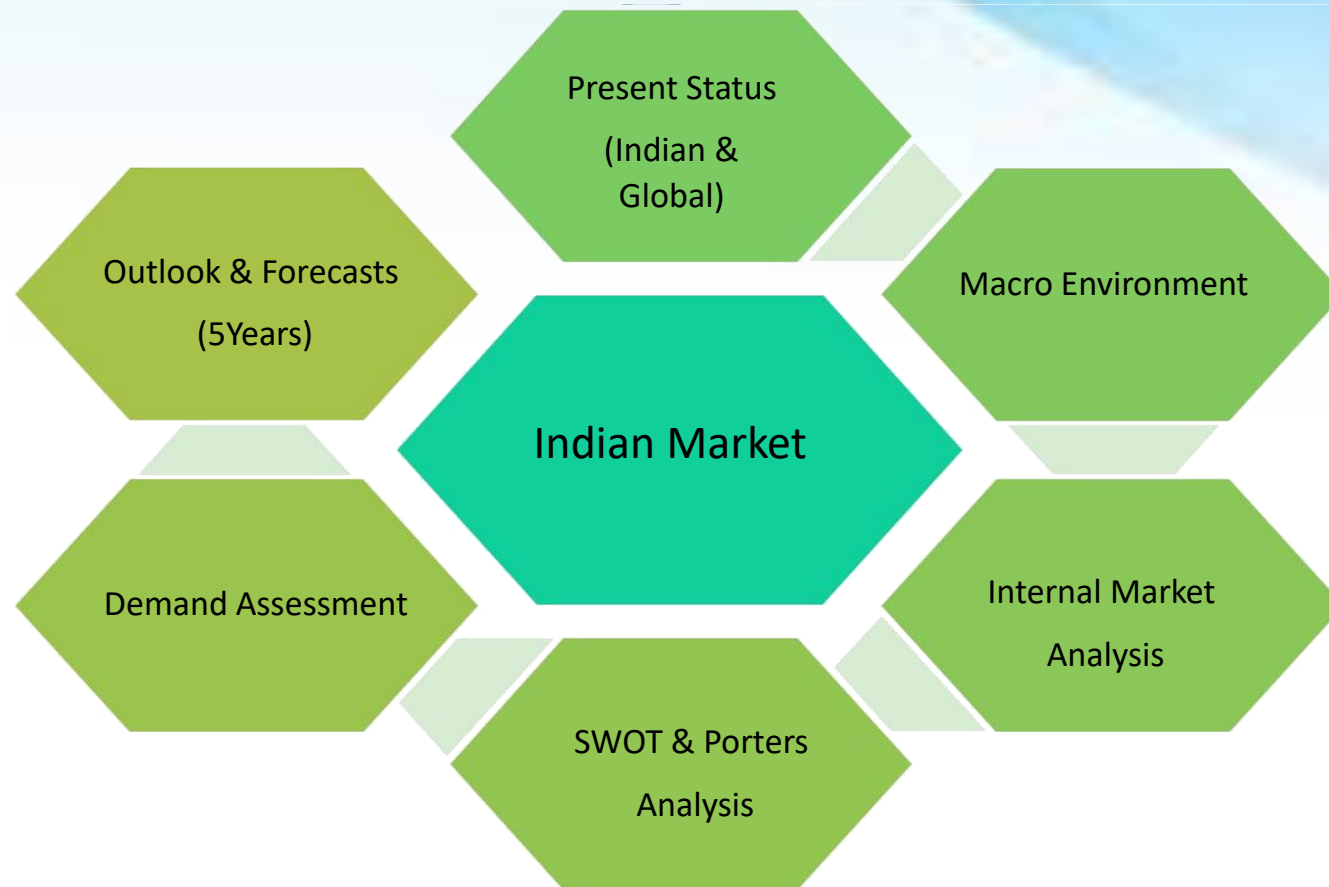 Present Status
(Indian &
Global)
Macro Environment
Internal Market
Analysis
SWOT & Porters
Analysis
Demand Assessment
Outlook & Forecasts
(5Years)
Indian Market